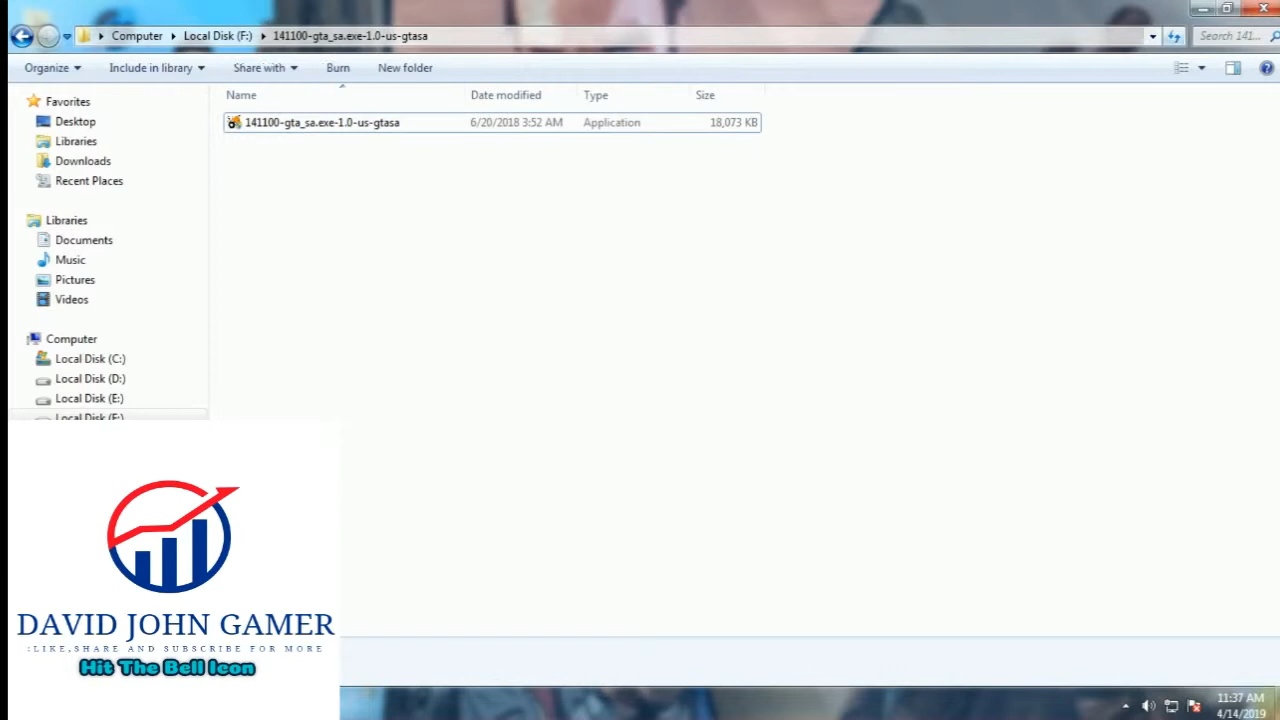 Computer Local Disk (F:) 141100-gta_sa.exe-1.0-us-gtasa Search 141...
Organize Include in library Share with Burn New folder
Name Date modified Type Size
141100-gta_sa.exe-1.0-us-gtasa 6/20/2018 3:52 AM Application 18,073 KB
Favorites
Desktop
Libraries
Downloads
Recent Places
Libraries
Documents
Music
Pictures
Videos
Computer
Local Disk (C:)
Local Disk (D:)
Local Disk (E:)
Local Disk (F:)
DAVID JOHN GAMER
:LIKE,SHARE AND SUBSCRIBE FOR MORE
Hit The Bell Icon
11:37 AM
4/14/2019